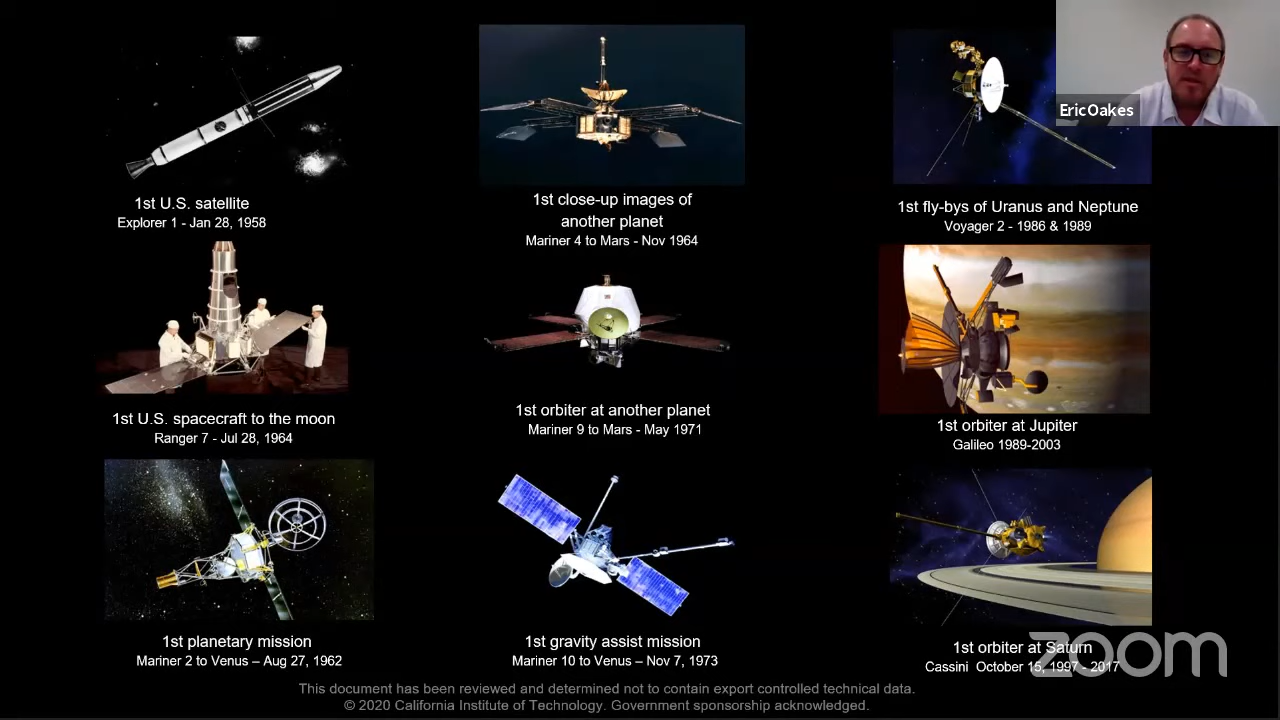 EricOakes
1st U.S. satellite
Explorer 1 - Jan 28, 1958
1st close-up images of
another planet
Mariner 4 to Mars - Nov 1964
1st fly-bys of Uranus and Neptune
Voyager 2 - 1986 & 1989
1st U.S. spacecraft to the moon
Ranger 7 - Jul 28, 1964
1st orbiter at another planet
Mariner 9 to Mars - May 1971
1st orbiter at Jupiter
Galileo 1989-2003
1st planetary mission
Mariner 2 to Venus – Aug 27, 1962
1st gravity assist mission
Mariner 10 to Venus – Nov 7, 1973
1st orbiter at Saturn
Cassini October 15, 1997 - 2017
zoom
This document has been reviewed and determined not to contain export controlled technical data.
© 2020 California Institute of Technology. Government sponsorship acknowledged.